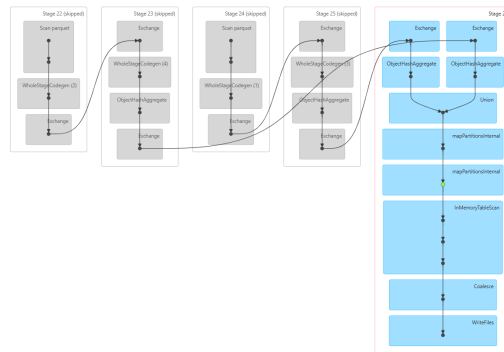 Stage 22 (skipped)
Scan parquet
WholeStageCodegen (2)
Exchange
Stage 23 (skipped)
Exchange
WholeStageCodegen (4)
ObjectHashAggregate
Exchange
Stage 24 (skipped)
Scan parquet
WholeStageCodegen (1)
Exchange
Stage 25 (skipped)
Exchange
WholeStageCodegen (3)
ObjectHashAggregate
Exchange
Stage 2
Exchange
Exchange
ObjectHashAggregate
ObjectHashAggregate
Union
mapPartitionsInternal
mapPartitionsInternal
InMemoryTableScan
Coalesce
WriteFiles